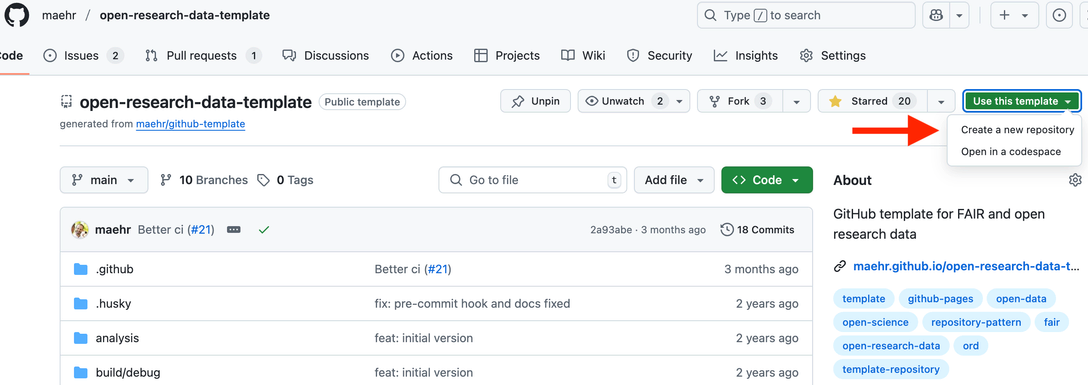 maehr / open-research-data-template
Type / to search
Code Issues 2 Pull requests 1 Discussions Actions Projects Wiki Security Insights Settings
open-research-data-template Public template
generated from maehr/github-template
Unpin Unwatch 2 Fork 3 Starred 20 Use this template
Create a new repository
Open in a codespace
main 10 Branches 0 Tags
Go to file t
Add file
Code
maehr Better ci (#21) 2a93abe · 3 months ago 18 Commits
.github Better ci (#21) 3 months ago
.husky fix: pre-commit hook and docs fixed 2 years ago
analysis feat: initial version 2 years ago
build/debug feat: initial version 2 years ago
About
GitHub template for FAIR and open
research data
maehr.github.io/open-research-data-t...
template github-pages open-data
open-science repository-pattern fair
open-research-data ord
template-repository